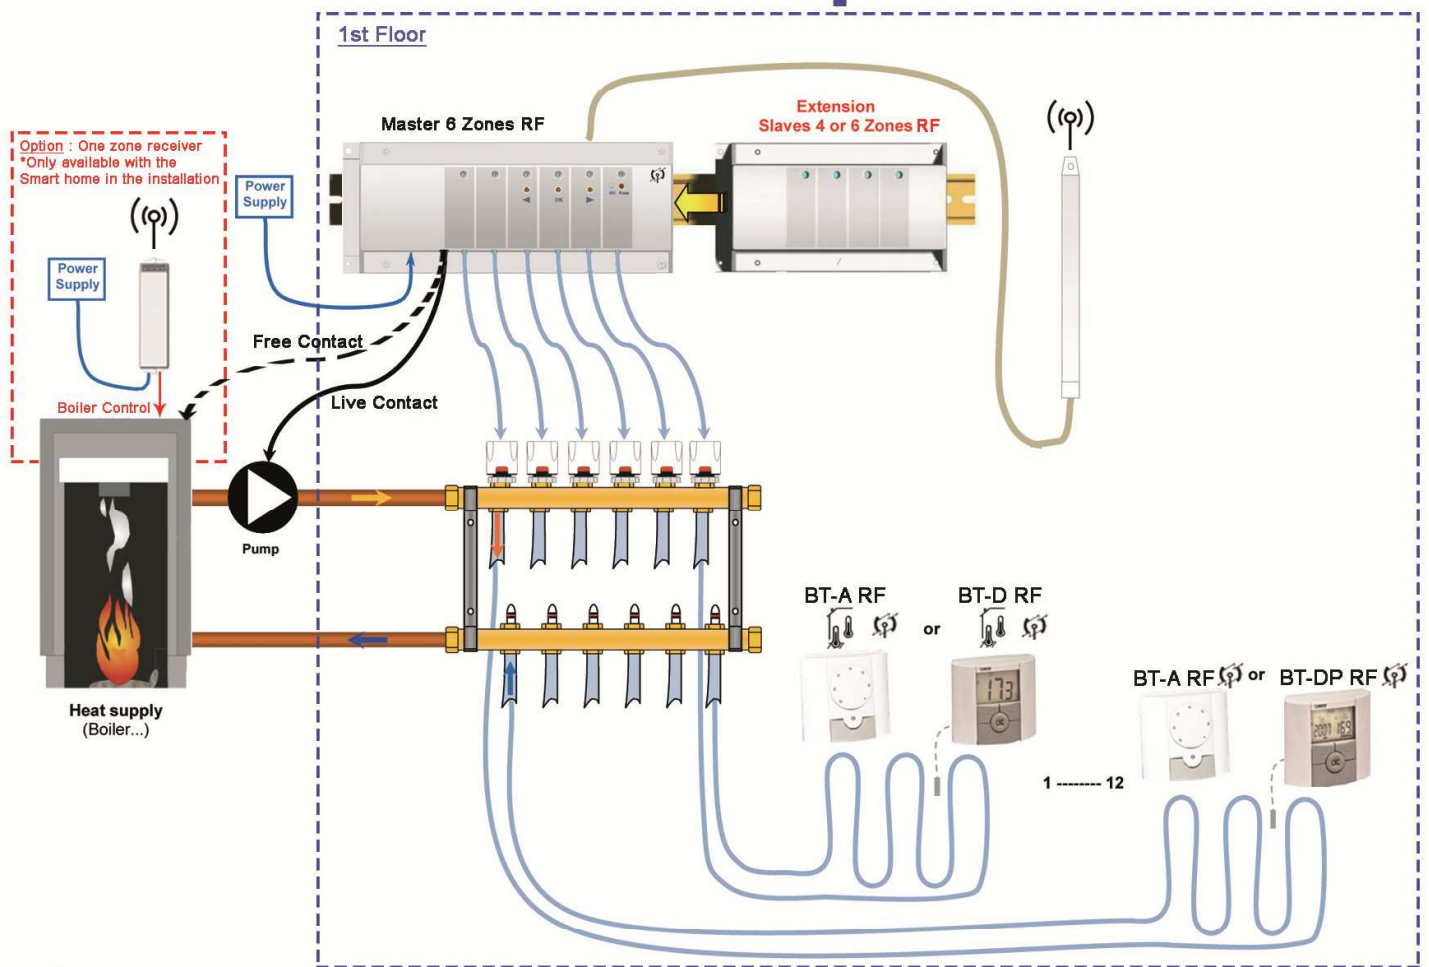 1st Floor
Option : One zone receiver
*Only available with the
Smart home in the installation
Power
Supply
Power
Supply
Master 6 Zones RF
Extension
Slaves 4 or 6 Zones RF
OK
Pump
Free Contact
Live Contact
Boiler Control
Pump
Heat supply
(Boiler...)
BT-A RF
or
BT-D RF
BT-A RF or BT-DP RF
1 -------- 12